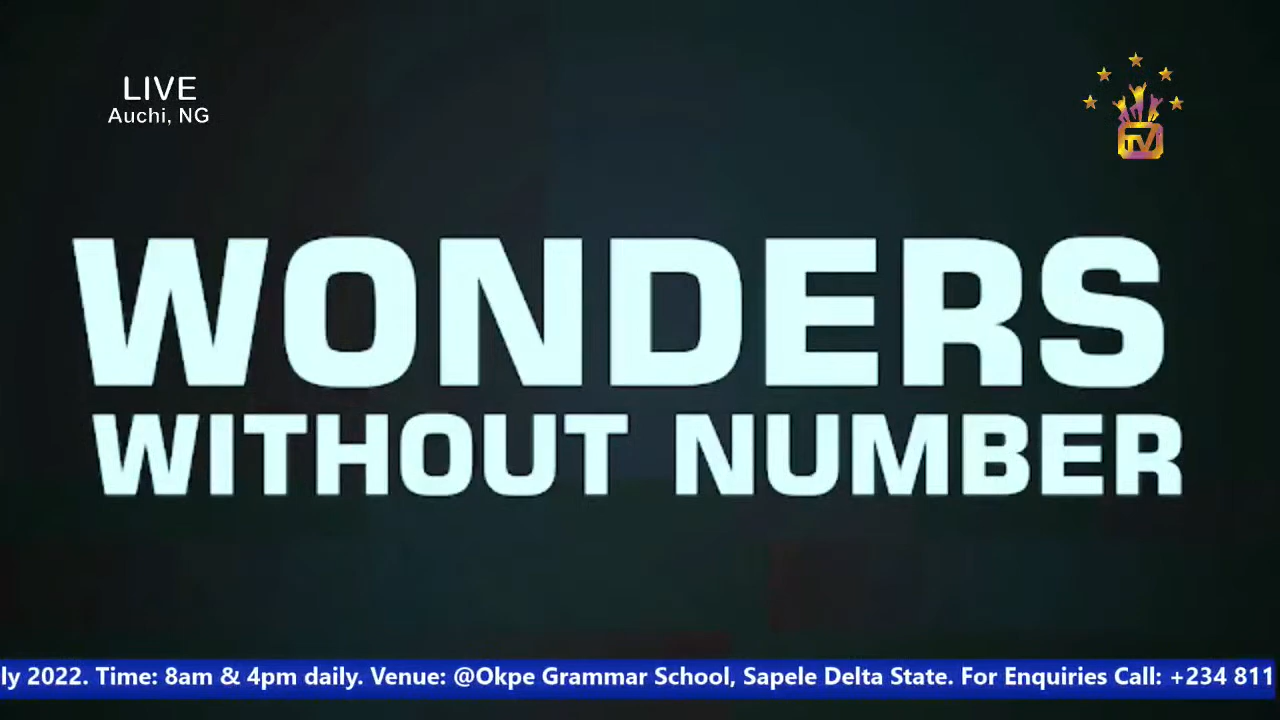 LIVE
Auchi, NG
TV
WONDERS
WITHOUT NUMBER
ly 2022. Time: 8am & 4pm daily. Venue: @Okpe Grammar School, Sapele Delta State. For Enquiries Call: +234 811